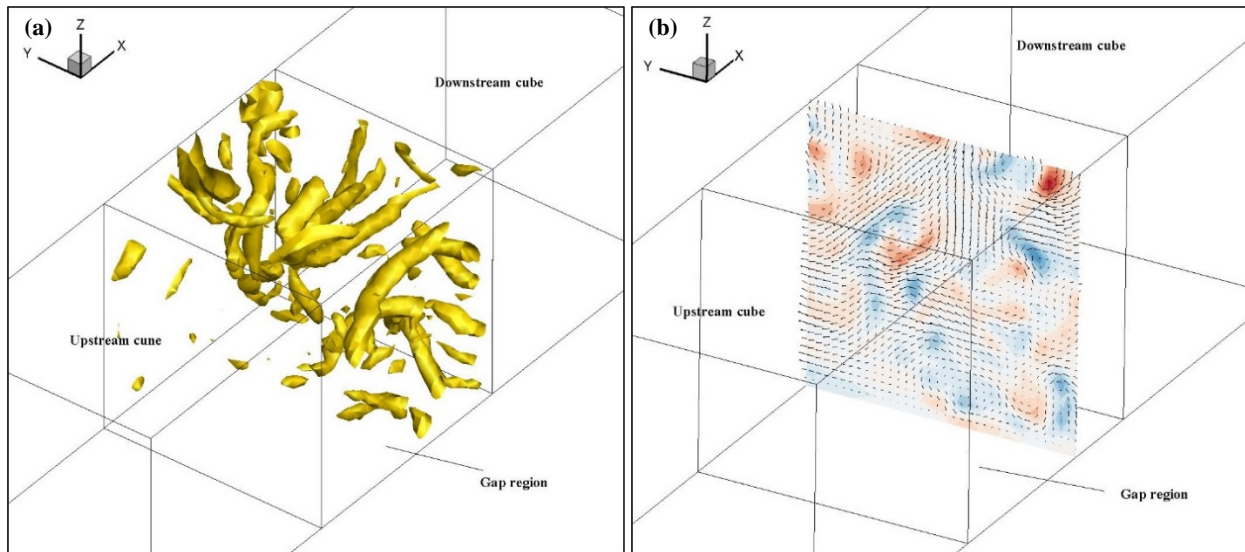 (a)
Z
Y
X
Downstream cube
Upstream cune
Gap region
(b)
Z
Y
X
Downstream cube
Upstream cube
Gap region